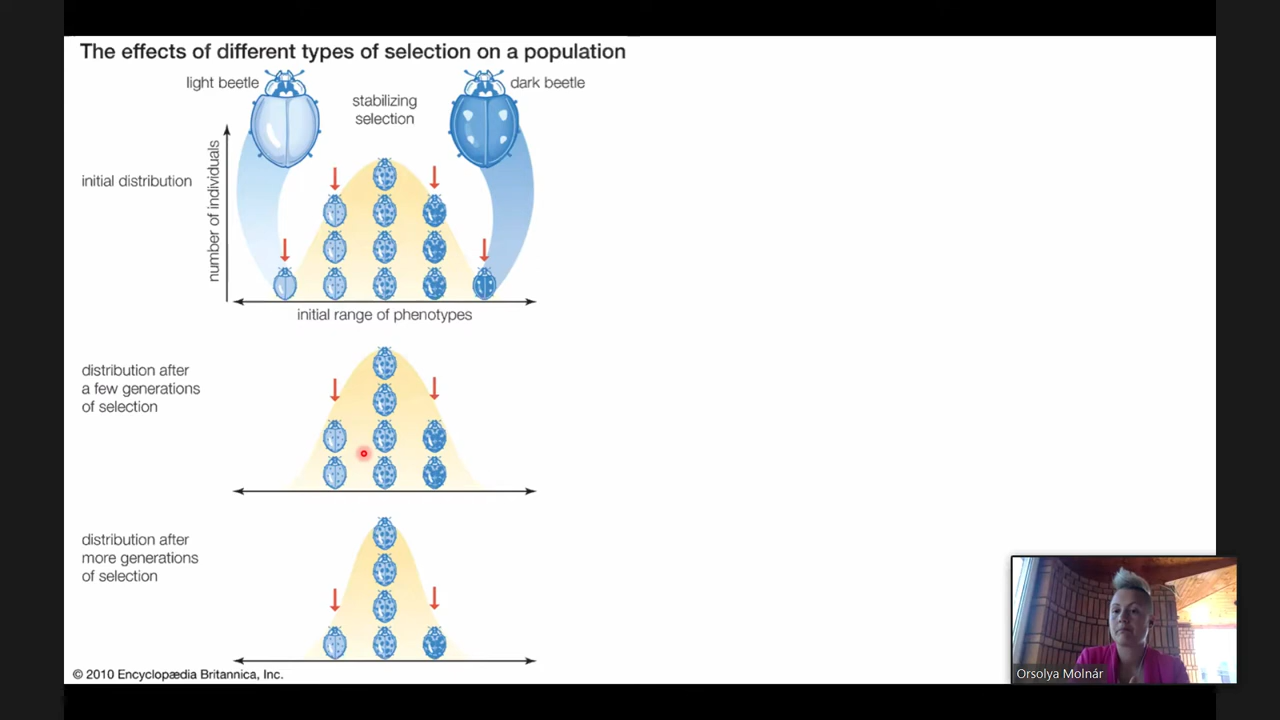 The effects of different types of selection on a population
light beetle
dark beetle
stabilizing
selection
initial distribution
number of individuals
initial range of phenotypes
distribution after
a few generations
of selection
distribution after
more generations
of selection
© 2010 Encyclopædia Britannica, Inc.
Orsolya Molnár